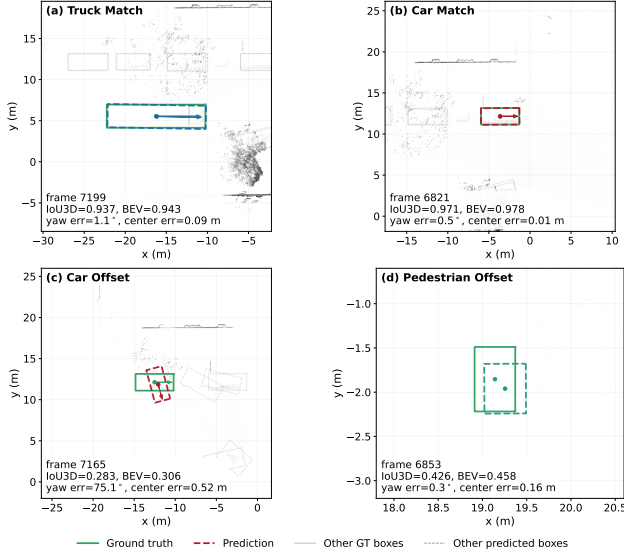 (a) Truck Match
15
10
5
0
−5
y (m)
frame 7199
IoU3D=0.937, BEV=0.943
yaw err=1.1°, center err=0.09 m
−30 −25 −20 −15 −10 −5
x (m)
(b) Car Match
25
20
15
10
5
0
y (m)
frame 6821
IoU3D=0.971, BEV=0.978
yaw err=0.5°, center err=0.01 m
−15 −10 −5 0 5 10
x (m)
(c) Car Offset
25
20
15
10
5
0
y (m)
frame 7165
IoU3D=0.283, BEV=0.306
yaw err=75.1°, center err=0.52 m
−25 −20 −15 −10 −5 0
x (m)
(d) Pedestrian Offset
−1.0
−1.5
−2.0
−2.5
−3.0
y (m)
frame 6853
IoU3D=0.426, BEV=0.458
yaw err=0.3°, center err=0.16 m
18.0 18.5 19.0 19.5 20.0 20.5
x (m)
Ground truth Prediction Other GT boxes Other predicted boxes